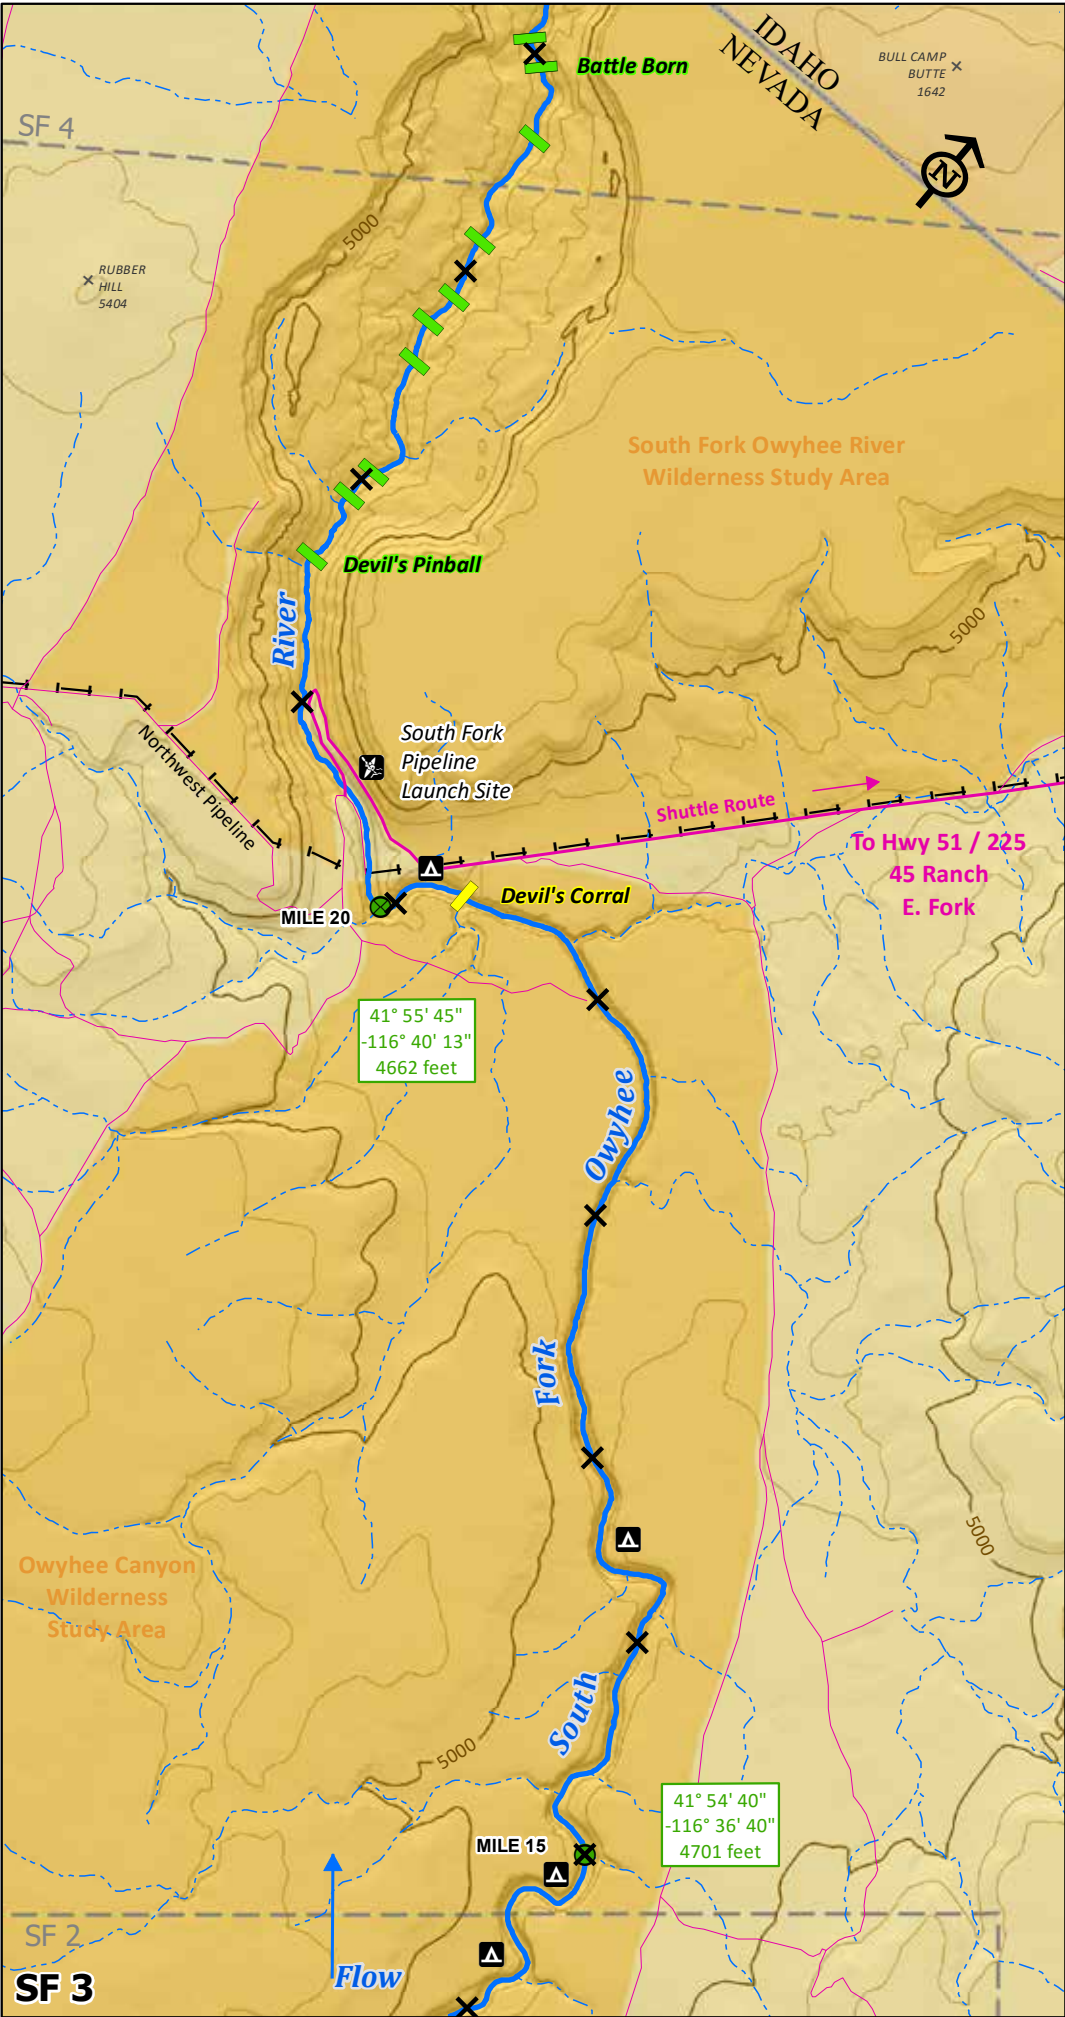 IDAHO
NEVADA
BULL CAMP
BUTTE
1642
Battle Born
SF 4
N
5000
RUBBER
HILL
5404
South Fork Owyhee River
Wilderness Study Area
Devil's Pinball
River
5000
Northwest Pipeline
South Fork
Pipeline
Launch Site
Shuttle Route
To Hwy 51 / 225
45 Ranch
E. Fork
Devil's Corral
MILE 20
41° 55' 45"
-116° 40' 13"
4662 feet
Owyhee
Fork
5000
Owyhee Canyon
Wilderness
Study Area
South
5000
41° 54' 40"
-116° 36' 40"
4701 feet
MILE 15
SF 2
Flow
SF 3